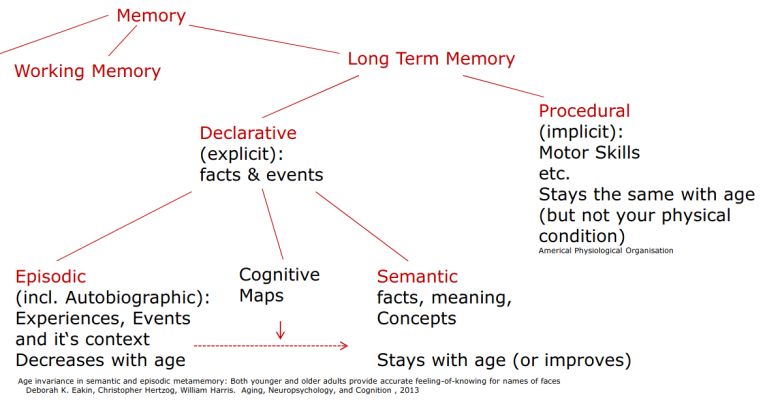 Memory
Working Memory
Long Term Memory
Declarative
(explicit):
facts & events
Procedural
(implicit):
Motor Skills
etc.
Stays the same with age
(but not your physical
condition)
Americal Physiological Organisation
Episodic
(incl. Autobiographic):
Experiences, Events
and it's context
Decreases with age
Cognitive
Maps
Semantic
facts, meaning,
Concepts
Stays with age (or improves)
Age invariance in semantic and episodic metamemory: Both younger and older adults provide accurate feeling-of-knowing for names of faces
Deborah K. Eakin, Christopher Hertzog, William Harris. Aging, Neuropsychology, and Cognition , 2013